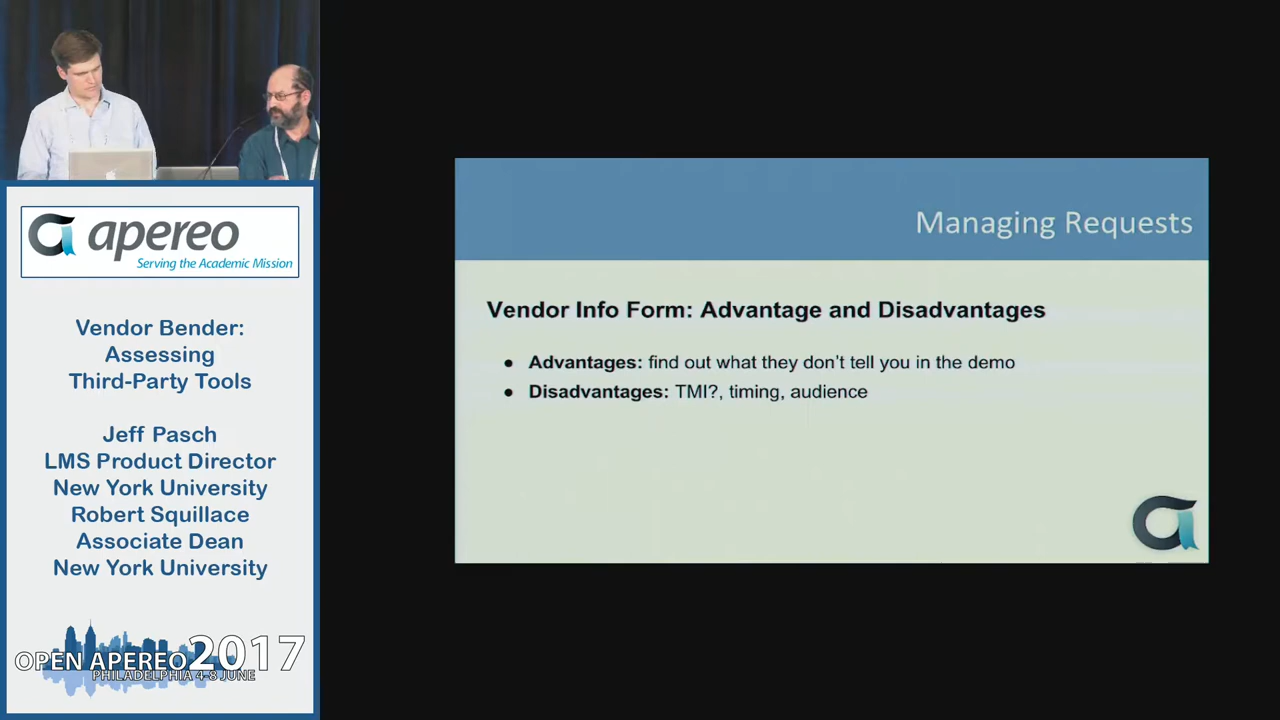 apereo
Serving the Academic Mission
Vendor Bender:
Assessing
Third-Party Tools
Jeff Pasch
LMS Product Director
New York University
Robert Squillace
Associate Dean
New York University
OPEN APEREO 2017
PHILADELPHIA 4-8 JUNE
Managing Requests
Vendor Info Form: Advantage and Disadvantages
● Advantages: find out what they don't tell you in the demo
● Disadvantages: TMI?, timing, audience